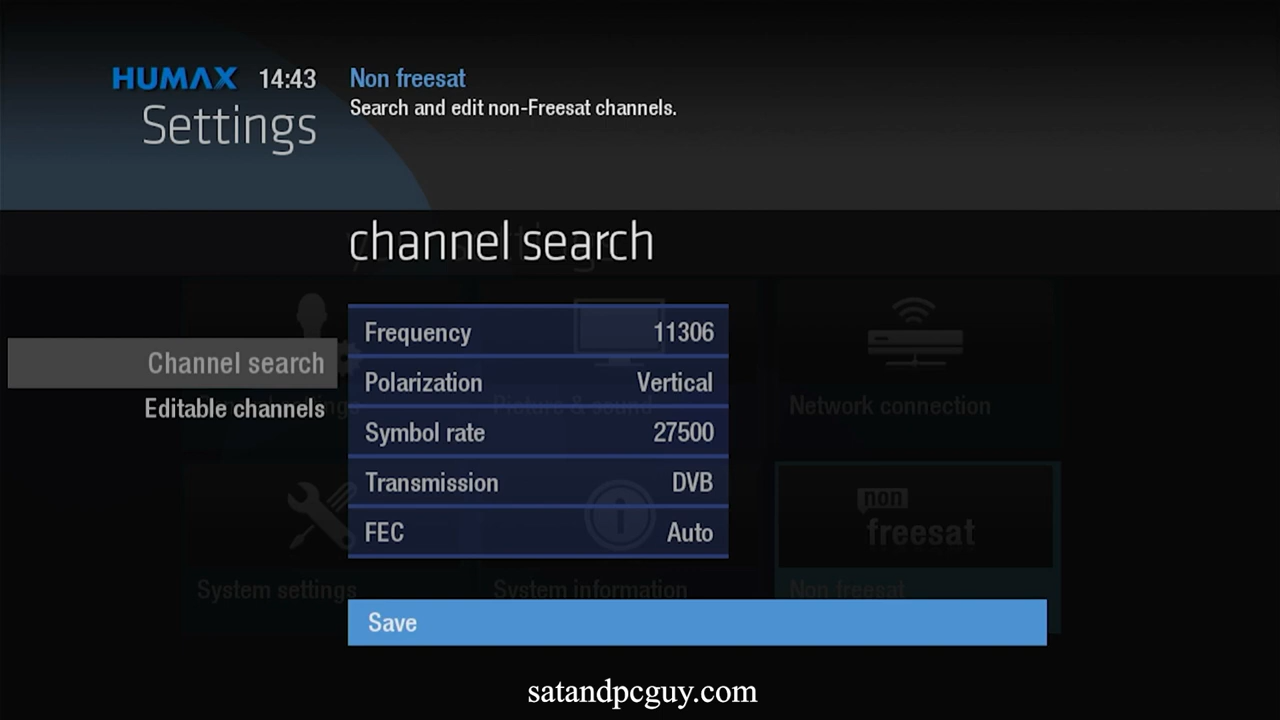 HUMAX 14:43
Settings
Non freesat
Search and edit non-Freesat channels.
channel search
Channel search
Editable channels
Frequency 11306
Polarization Vertical
Symbol rate 27500
Transmission DVB
FEC Auto
Picture & sound
Network connection
System settings
System information
non
freesat
Non freesat
Save
satandpcguy.com